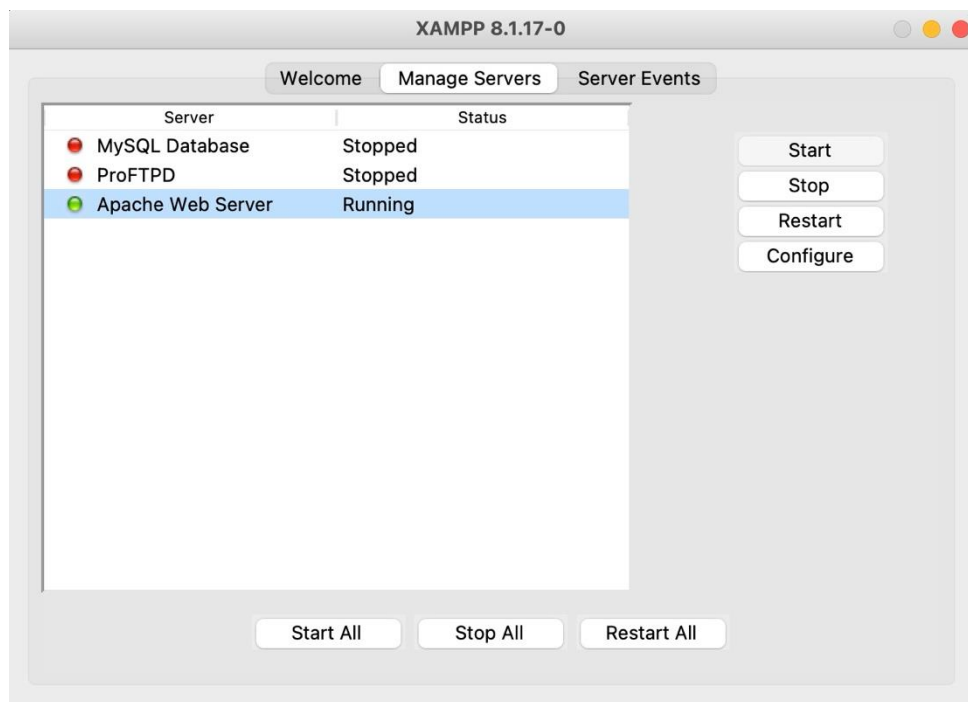 XAMPP 8.1.17-0
Welcome Manage Servers Server Events
Server Status
MySQL Database Stopped
ProFTPD Stopped
Apache Web Server Running
Start
Stop
Restart
Configure
Start All Stop All Restart All